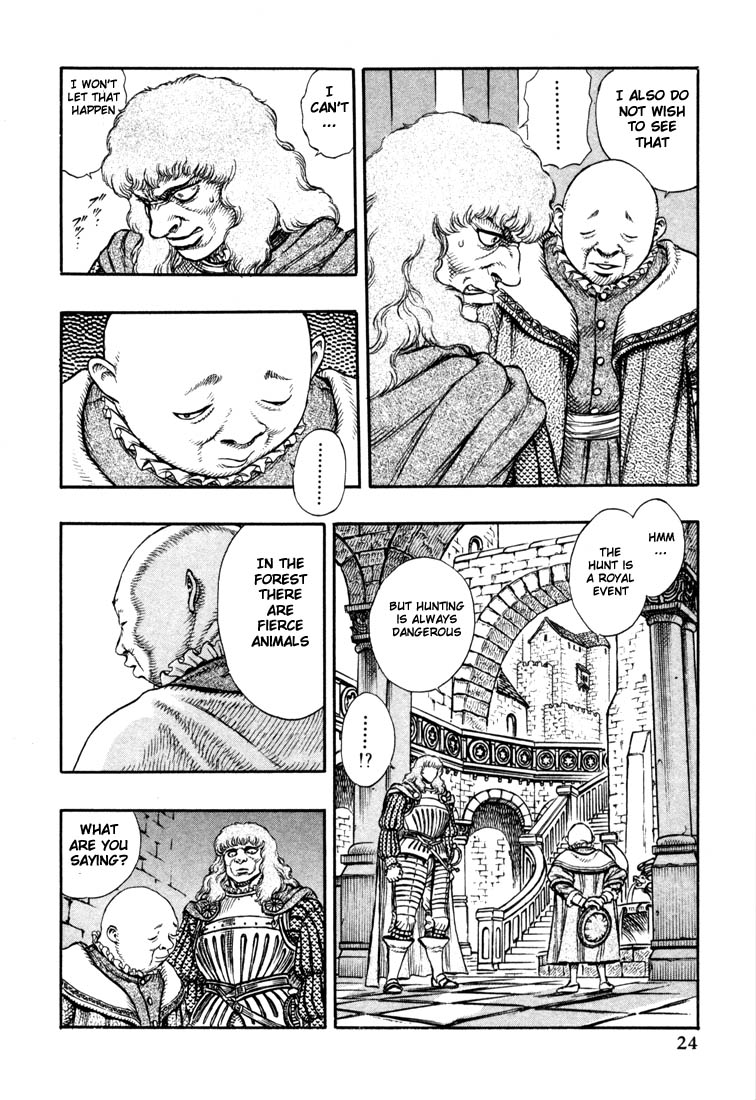 I ALSO DO
NOT WISH
TO SEE
THAT
..........
I
CAN'T
...
I WON'T
LET THAT
HAPPEN
..........
HMM
...
THE
HUNT IS
A ROYAL
EVENT
BUT HUNTING
IS ALWAYS
DANGEROUS
......
!?
IN THE
FOREST
THERE
ARE
FIERCE
ANIMALS
WHAT
ARE YOU
SAYING?
24